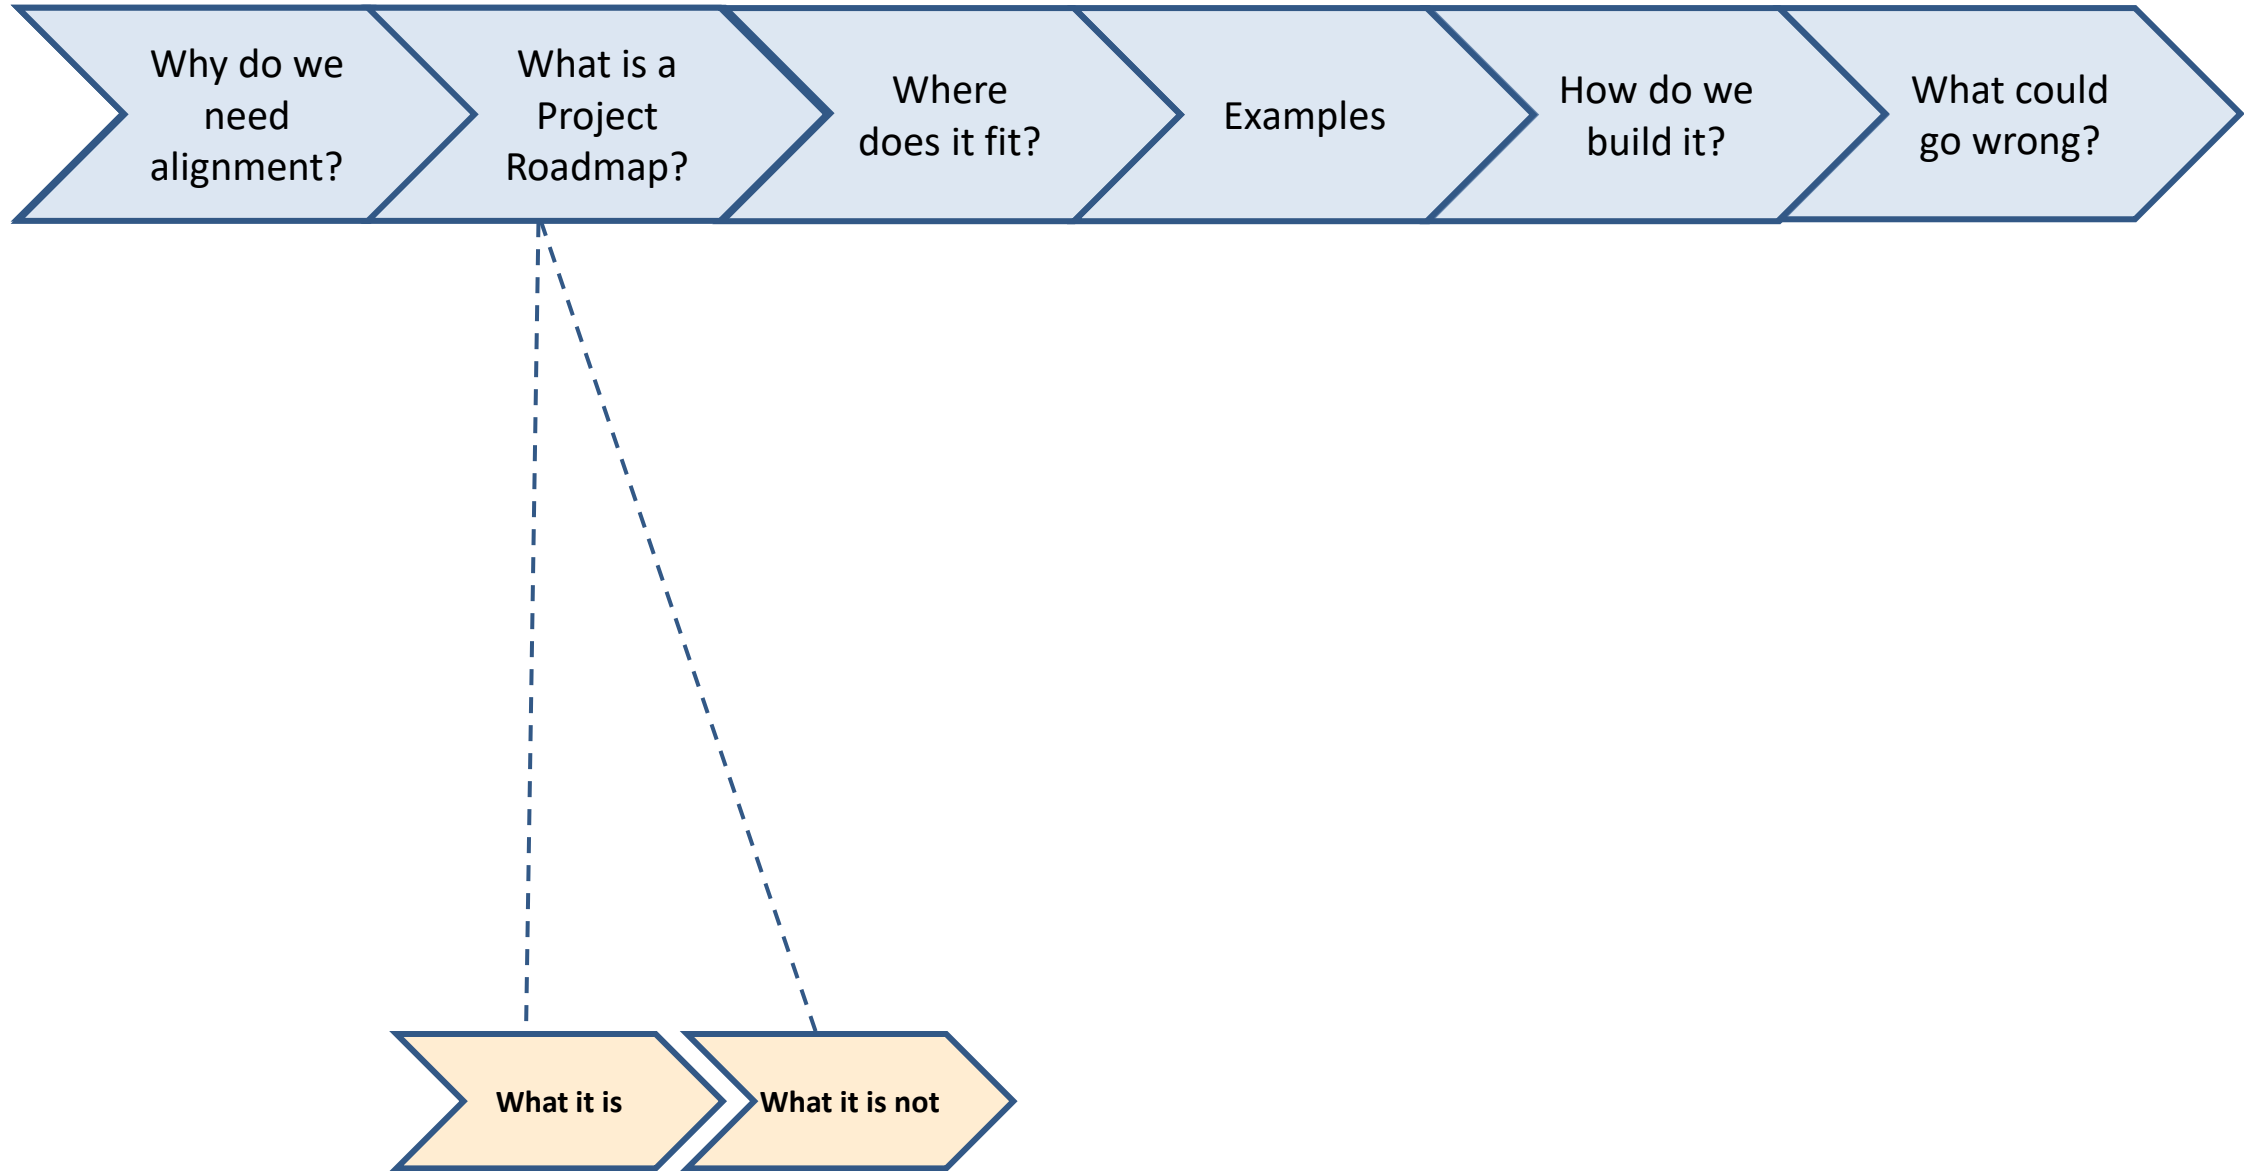 Why do we
need
alignment?
What is a
Project
Roadmap?
Where
does it fit?
Examples
How do we
build it?
What could
go wrong?
What it is
What it is not